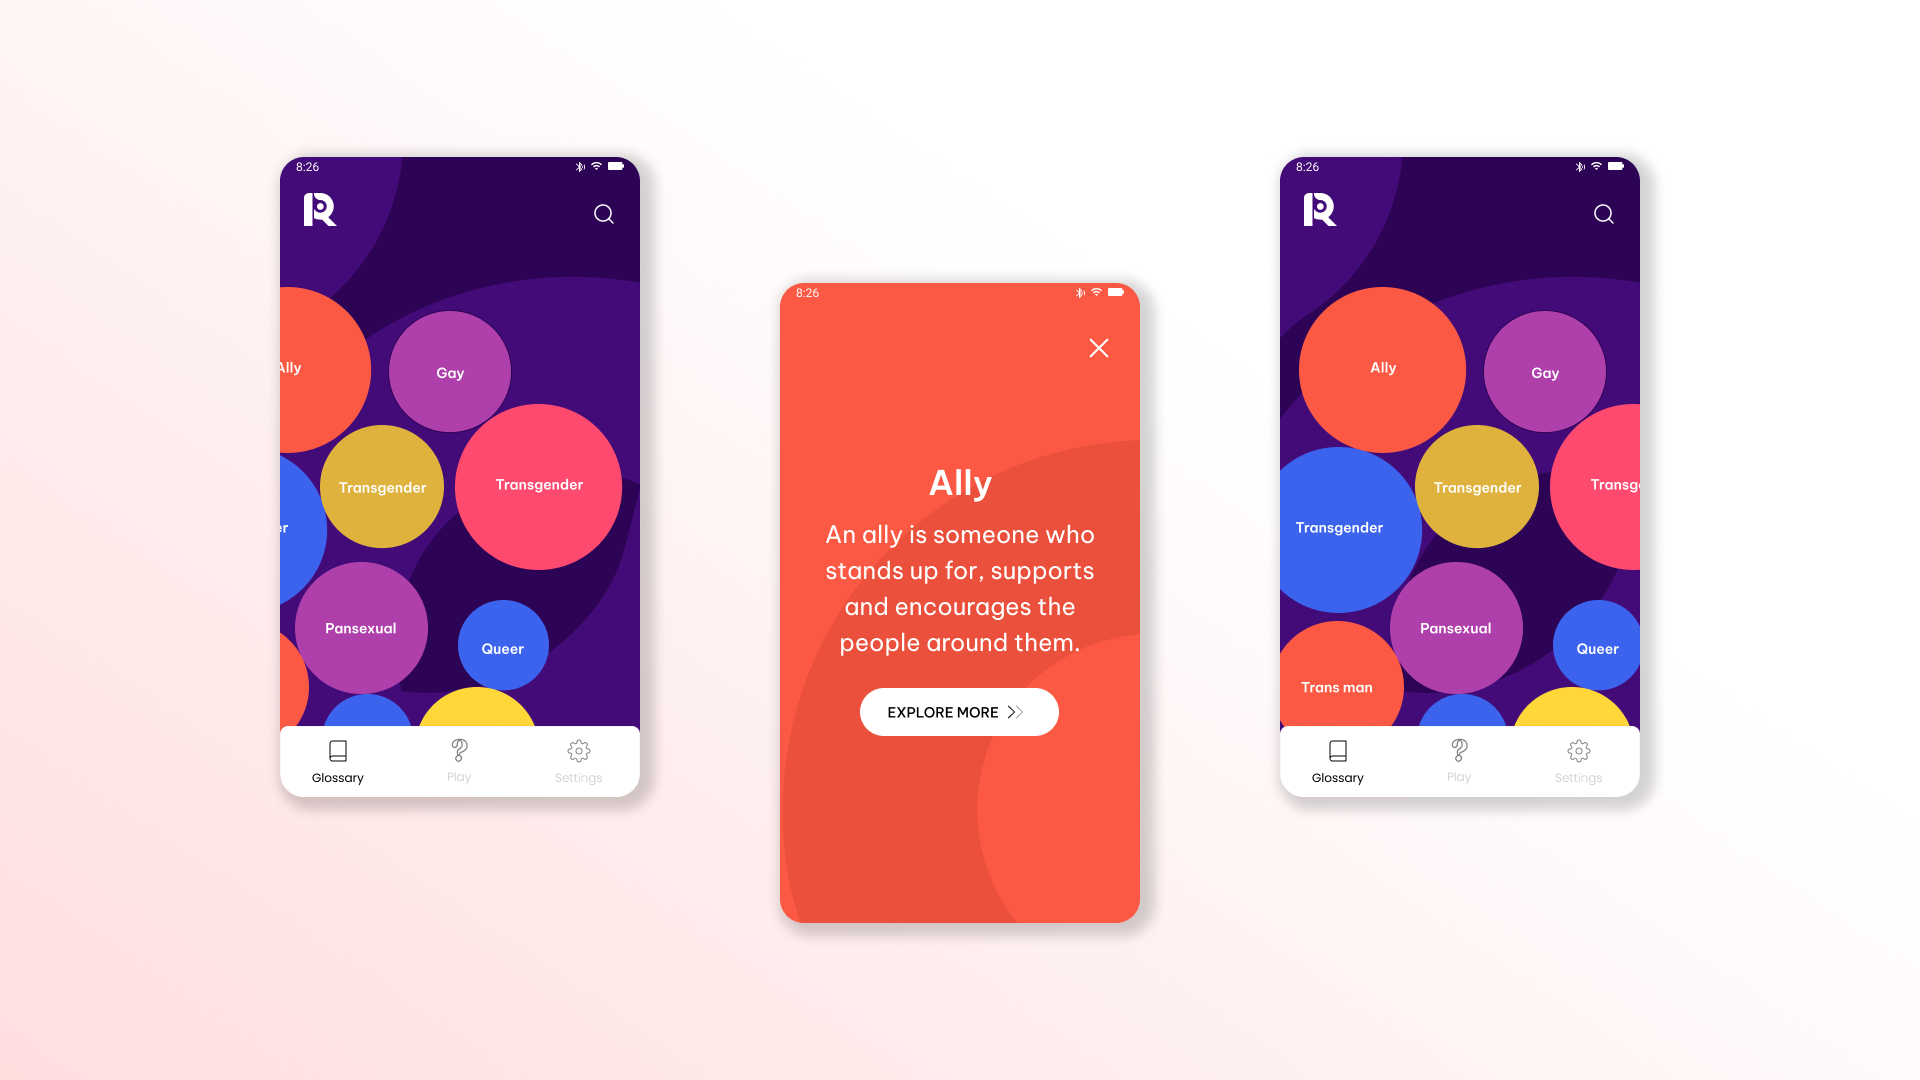 8:26
R
Ally
Gay
Transgender
Transgender
er
Pansexual
Queer
Glossary
Play
Settings
8:26
Ally
An ally is someone who
stands up for, supports
and encourages the
people around them.
EXPLORE MORE
8:26
R
Ally
Gay
Transgender
Transg
Transgender
Pansexual
Queer
Trans man
Glossary
Play
Settings